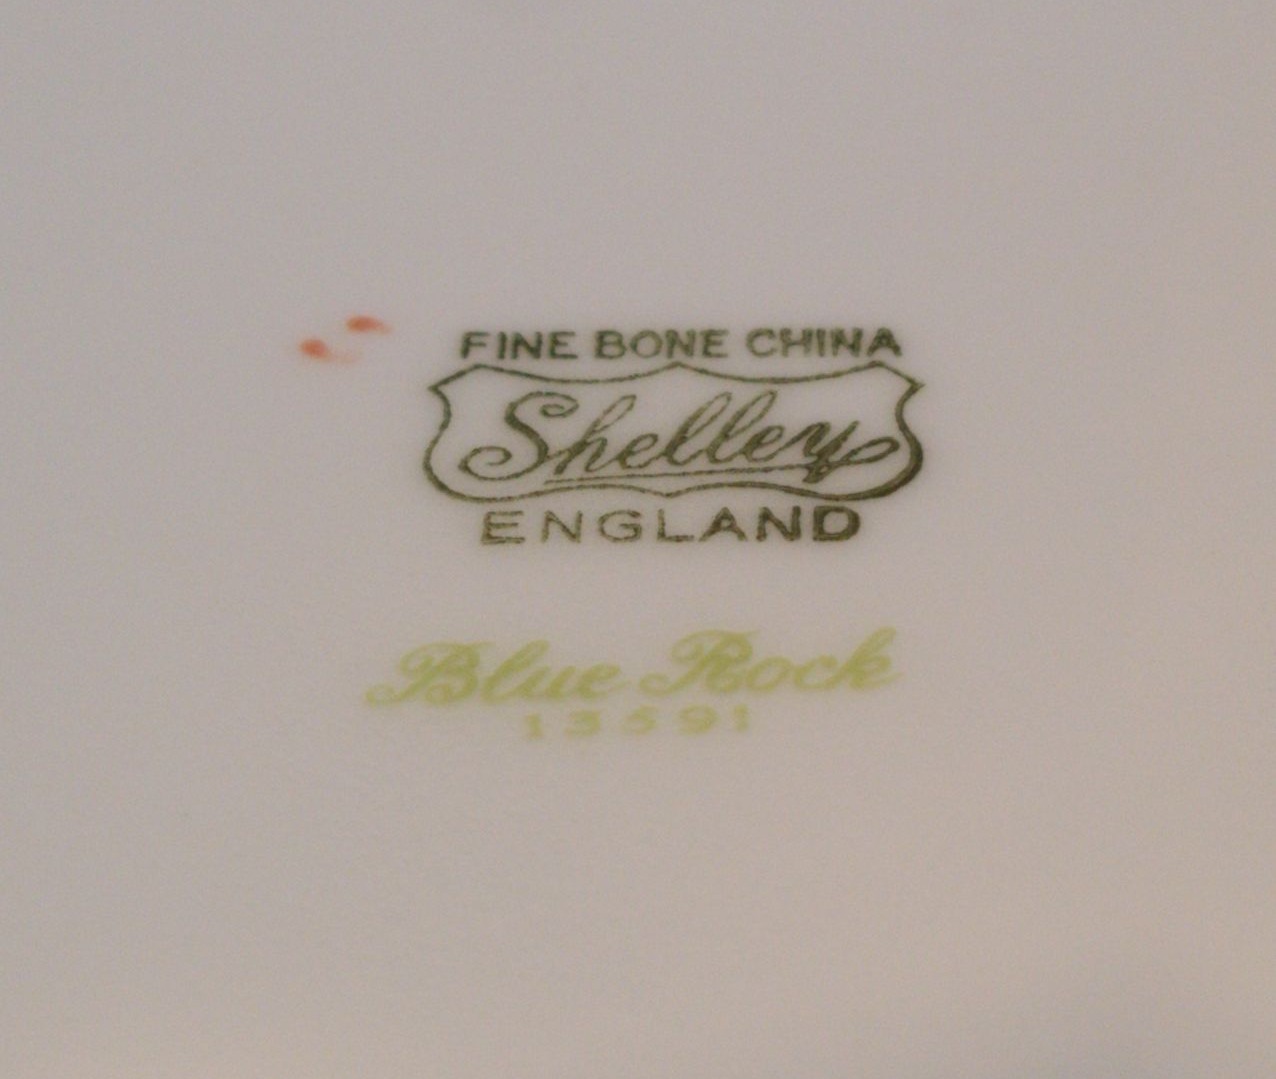 FINE BONE CHINA
Shelley
ENGLAND
Blue Rock
13591